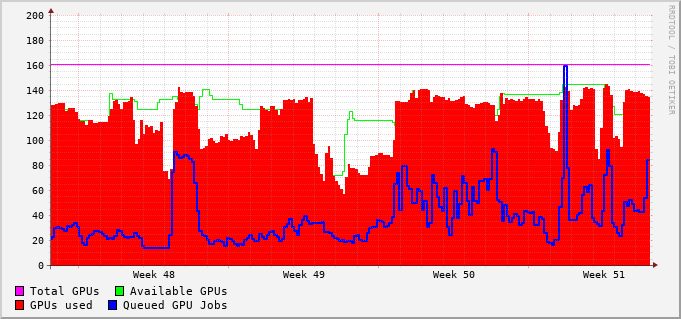 200
180
160
140
120
100
80
60
40
20
0
Week 48 Week 49 Week 50 Week 51
Total GPUs Available GPUs
GPUs used Queued GPU Jobs
RRDTOOL / TOBI OETIKER